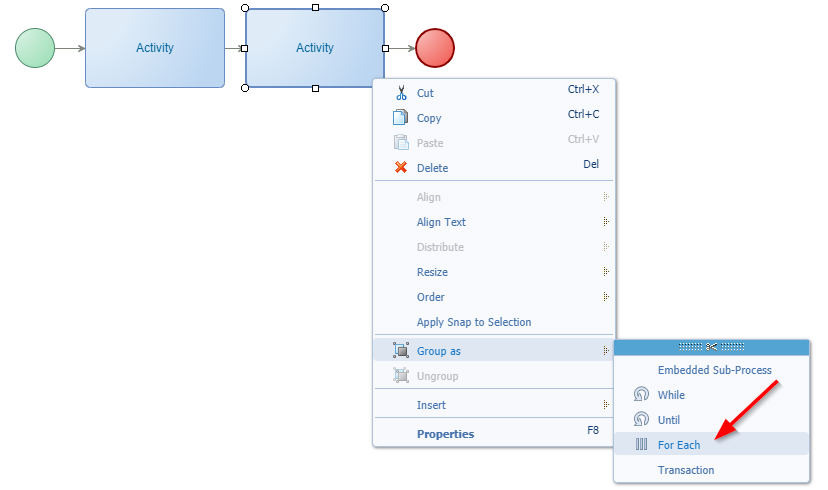 Activity
Activity
Cut Ctrl+X
Copy Ctrl+C
Paste Ctrl+V
Delete Del
Align
Align Text
Distribute
Resize
Order
Apply Snap to Selection
Group as
Ungroup
Insert
Properties F8
Embedded Sub-Process
While
Until
For Each
Transaction